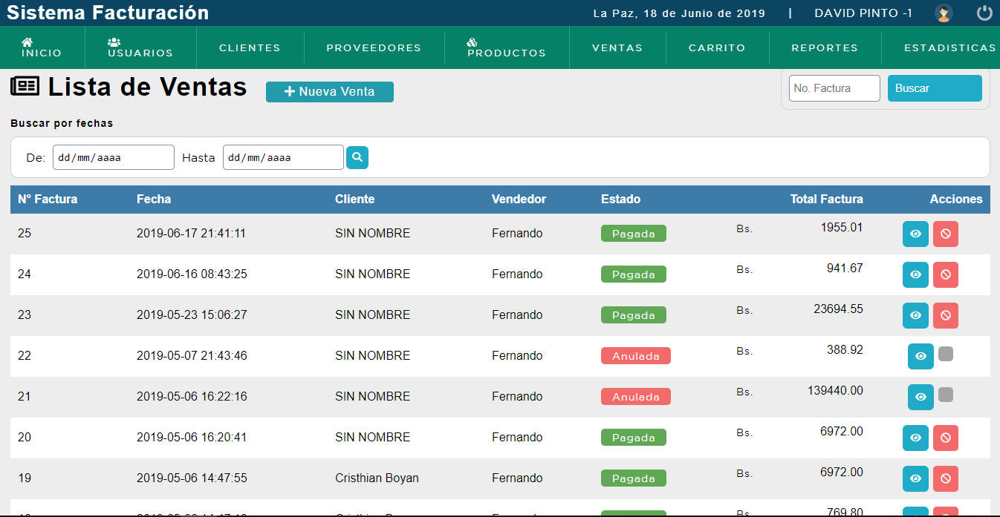 Sistema Facturación
La Paz, 18 de Junio de 2019 | DAVID PINTO -1
INICIO USUARIOS CLIENTES PROVEEDORES PRODUCTOS VENTAS CARRITO REPORTES ESTADISTICAS
Lista de Ventas + Nueva Venta No. Factura Buscar
Buscar por fechas
De: dd/mm/aaaa Hasta dd/mm/aaaa
N° Factura Fecha Cliente Vendedor Estado Total Factura Acciones
25 2019-06-17 21:41:11 SIN NOMBRE Fernando Pagada Bs. 1955.01
24 2019-06-16 08:43:25 SIN NOMBRE Fernando Pagada Bs. 941.67
23 2019-05-23 15:06:27 SIN NOMBRE Fernando Pagada Bs. 23694.55
22 2019-05-07 21:43:46 SIN NOMBRE Fernando Anulada Bs. 388.92
21 2019-05-06 16:22:16 SIN NOMBRE Fernando Anulada Bs. 139440.00
20 2019-05-06 16:20:41 SIN NOMBRE Fernando Pagada Bs. 6972.00
19 2019-05-06 14:47:55 Cristhian Boyan Fernando Pagada Bs. 6972.00
Bs. 769.80